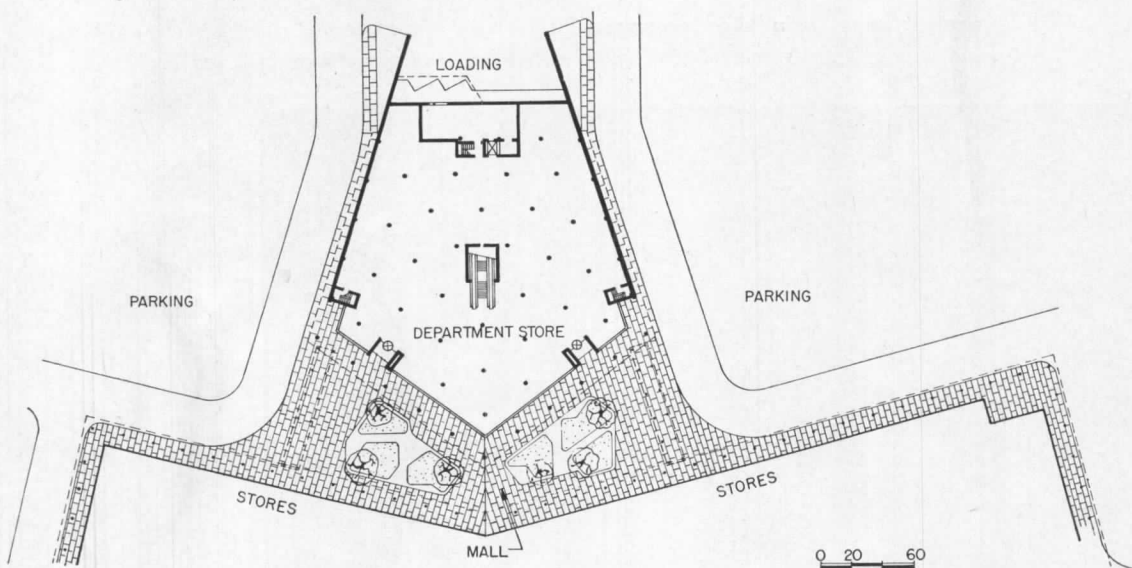 LOADING
PARKING
PARKING
DEPARTMENT STORE
STORES
STORES
MALL
0 20 60